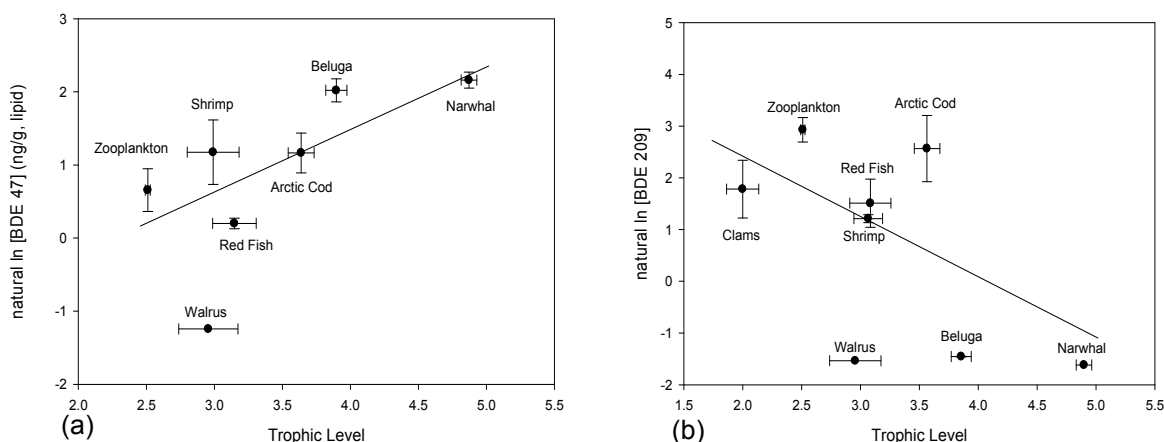 3
2
1
0
-1
-2
natural ln [BDE 47] (ng/g, lipid)
Beluga
Narwhal
Shrimp
Zooplankton
Arctic Cod
Red Fish
Walrus
2.0
2.5
3.0
3.5
4.0
4.5
5.0
5.5
(a)
Trophic Level
5
4
3
2
1
0
-1
-2
natural ln [BDE 209]
Zooplankton
Arctic Cod
Red Fish
Clams
Shrimp
Walrus
Beluga
Narwhal
1.5
2.0
2.5
3.0
3.5
4.0
4.5
5.0
5.5
(b)
Trophic Level